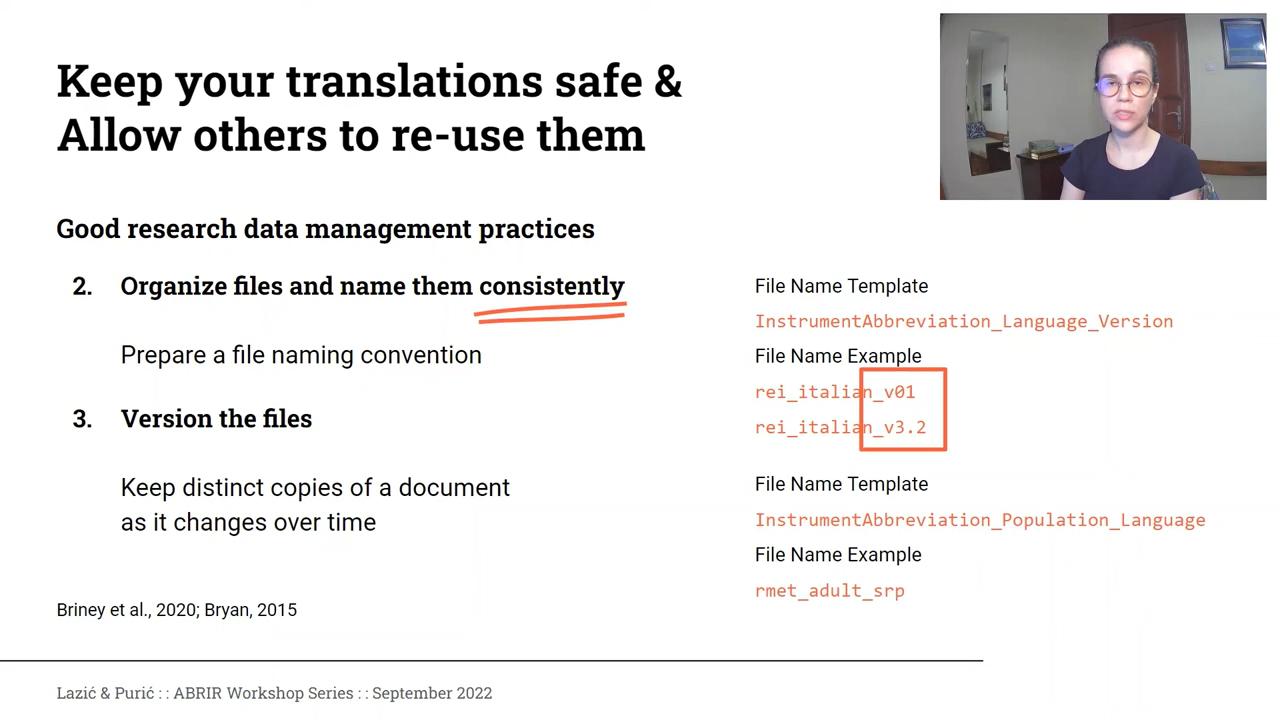 Keep your translations safe &
Allow others to re-use them
Good research data management practices
2. Organize files and name them consistently
Prepare a file naming convention
3. Version the files
Keep distinct copies of a document
as it changes over time
Briney et al., 2020; Bryan, 2015
File Name Template
InstrumentAbbreviation_Language_Version
File Name Example
rei_italian_v01
rei_italian_v3.2
File Name Template
InstrumentAbbreviation_Population_Language
File Name Example
rmet_adult_srp
Lazić & Purić : : ABRIR Workshop Series : : September 2022